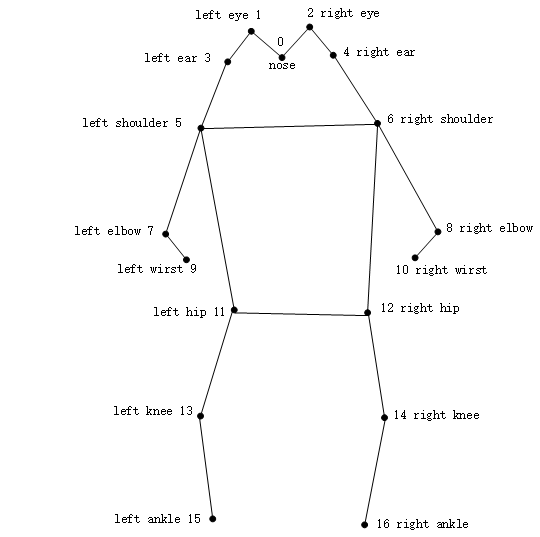 left eye 1
2 right eye
0
nose
left ear 3
4 right ear
left shoulder 5
6 right shoulder
left elbow 7
8 right elbow
left wirst 9
10 right wirst
left hip 11
12 right hip
left knee 13
14 right knee
left ankle 15
16 right ankle